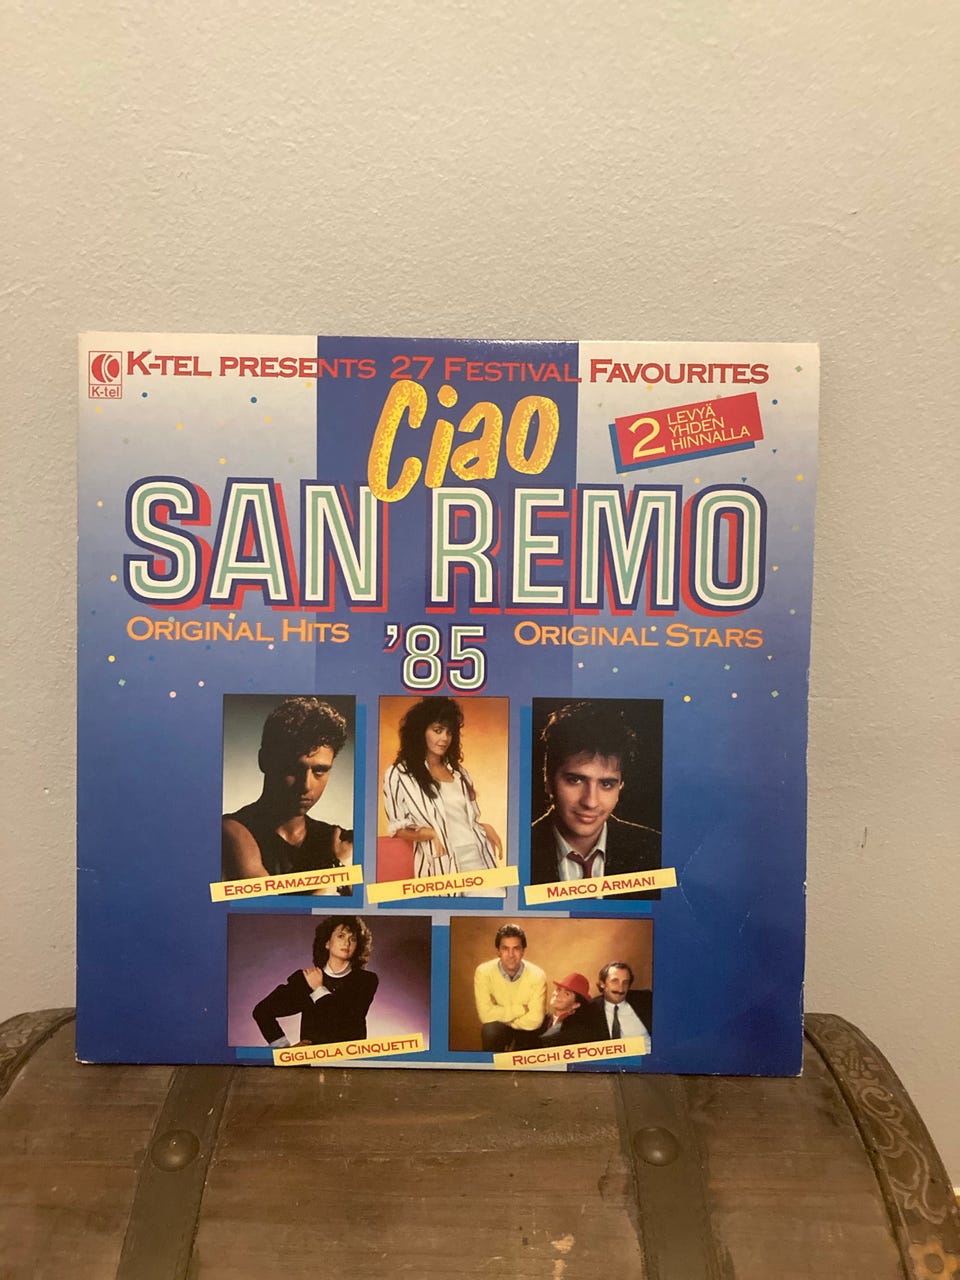 K-tel
K-TEL PRESENTS 27 FESTIVAL FAVOURITES
Ciao
2 LEVYÄ
YHDEN
HINNALLA
SAN REMO
ORIGINAL HITS
'85
ORIGINAL STARS
EROS RAMAZZOTTI
FIORDALISO
MARCO ARMANI
GIGLIOLA CINQUETTI
RICCHI & POVERI